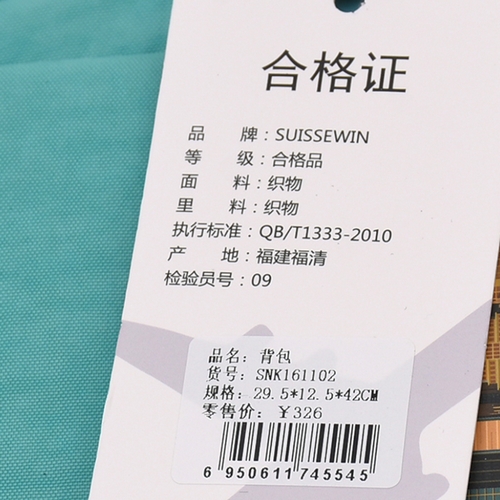 合格证
品 牌：SUISSEWIN
等 级：合格品
面 料：织物
里 料：织物
执行标准：QB/T1333-2010
产 地：福建福清
检验员号：09
品名：背包
货号：SNK161102
规格：29.5*12.5*42CM
零售价：￥326
6 950611 745545